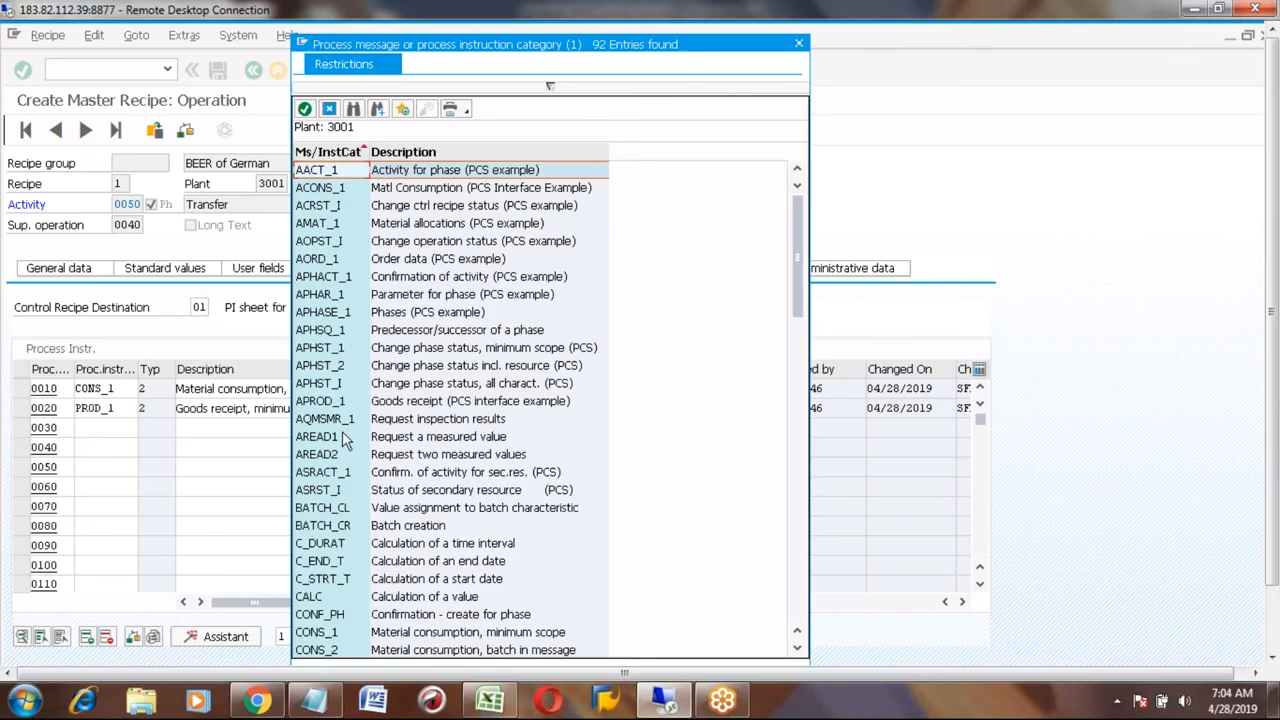 183.82.112.39:8877 - Remote Desktop Connection
Recipe Edit Goto Extras System He
Process message or process instruction category (1) 92 Entries found
Restrictions
Create Master Recipe: Operation
Plant: 3001
Ms/InstCat Description
Recipe group BEER of German
Recipe 1 Plant 3001
Activity 0050 Ph Transfer
Sup. operation 0040 Long Text
General data Standard values User fields ministrative data
Control Recipe Destination 01 PI sheet for
Process Instr.
Proc.... Proc.instr... Typ Description d by Changed On Ch
0010 CONS_1 2 Material consumption, 46 04/28/2019 SF
0020 PROD_1 2 Goods receipt, minimu 46 04/28/2019 SF
0030
0040
0050
0060
0070
0080
0090
0100
0110
AACT_1 Activity for phase (PCS example)
ACONS_1 Matl Consumption (PCS Interface Example)
ACRST_I Change ctrl recipe status (PCS example)
AMAT_1 Material allocations (PCS example)
AOPST_I Change operation status (PCS example)
AORD_1 Order data (PCS example)
APHACT_1 Confirmation of activity (PCS example)
APHAR_1 Parameter for phase (PCS example)
APHASE_1 Phases (PCS example)
APHSQ_1 Predecessor/successor of a phase
APHST_1 Change phase status, minimum scope (PCS)
APHST_2 Change phase status incl. resource (PCS)
APHST_I Change phase status, all charact. (PCS)
APROD_1 Goods receipt (PCS interface example)
AQMSMR_1 Request inspection results
AREAD1 Request a measured value
AREAD2 Request two measured values
ASRACT_1 Confirm. of activity for sec.res. (PCS)
ASRST_I Status of secondary resource (PCS)
BATCH_CL Value assignment to batch characteristic
BATCH_CR Batch creation
C_DURAT Calculation of a time interval
C_END_T Calculation of an end date
C_STRT_T Calculation of a start date
CALC Calculation of a value
CONF_PH Confirmation - create for phase
CONS_1 Material consumption, minimum scope
CONS_2 Material consumption, batch in message
Assistant 1
7:04 AM
4/28/2019